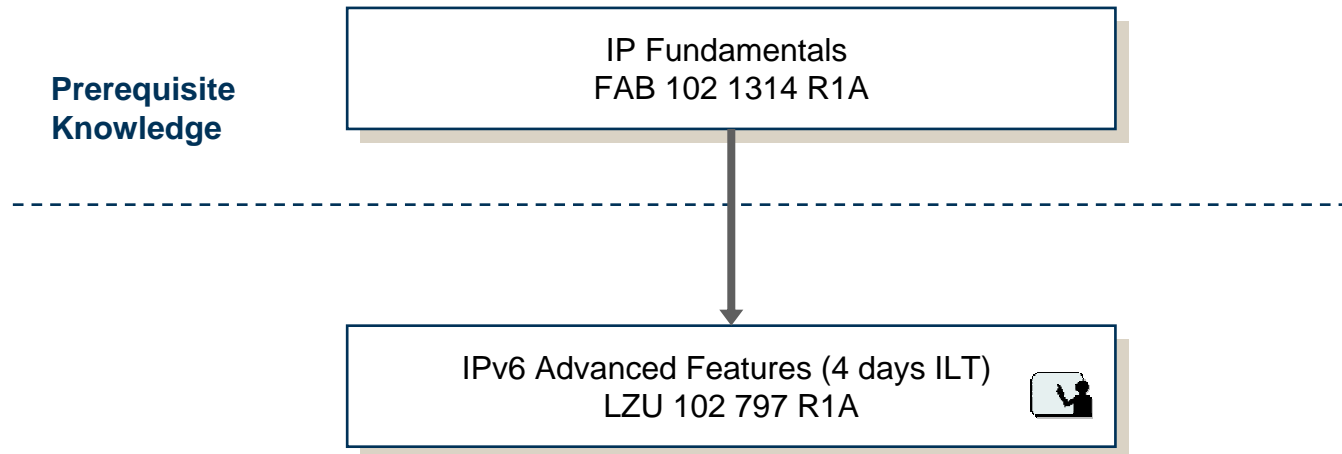 IP Fundamentals
FAB 102 1314 R1A
Prerequisite
Knowledge
IPv6 Advanced Features (4 days ILT)
LZU 102 797 R1A